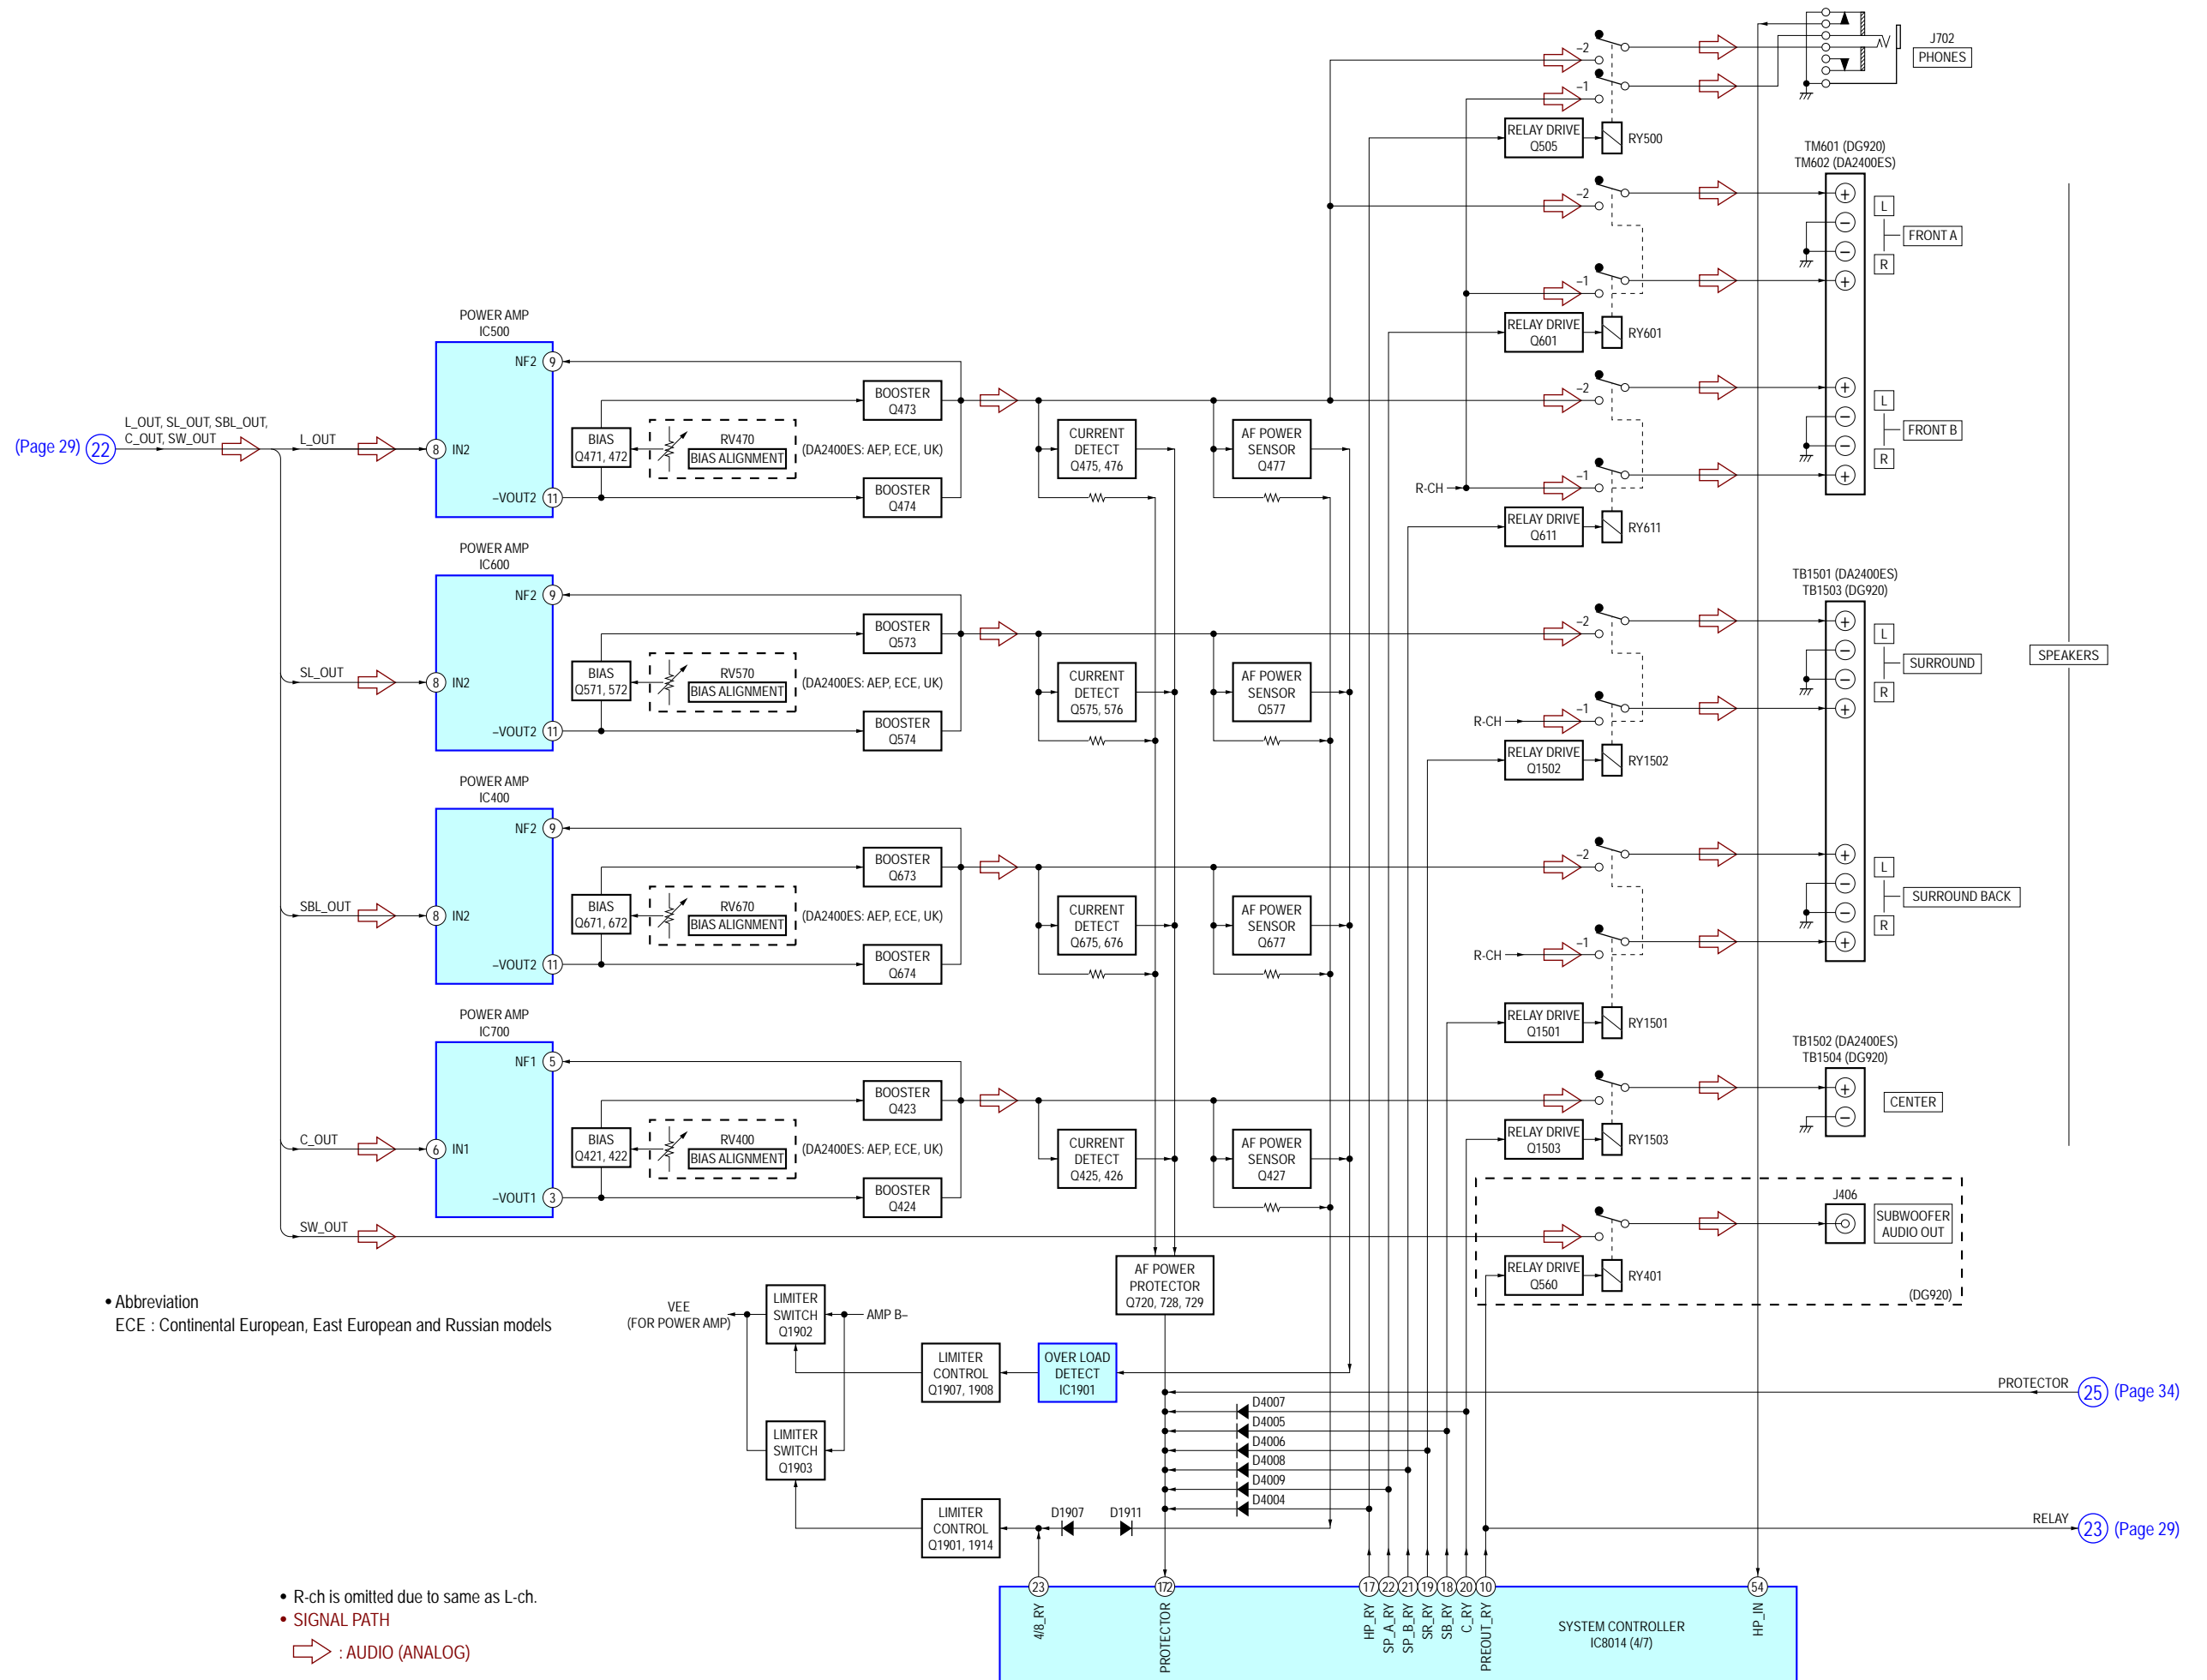 J702
PHONES
–2
–1
RELAY DRIVE
Q505
RY500
TM601 (DG920)
TM602 (DA2400ES)
–2
+
L
–
FRONT A
–
R
–1
+
RELAY DRIVE
Q601
RY601
POWER AMP
IC500
NF2
9
BOOSTER
Q473
–2
+
L
–
FRONT B
–
R
+
(Page 29)
22
L_OUT, SL_OUT, SBL_OUT,
C_OUT, SW_OUT
L_OUT
8
IN2
BIAS
Q471, 472
RV470
BIAS ALIGNMENT
(DA2400ES: AEP, ECE, UK)
CURRENT
DETECT
Q475, 476
AF POWER
SENSOR
Q477
–VOUT2
11
BOOSTER
Q474
R-CH
–1
RELAY DRIVE
Q611
RY611
POWER AMP
IC600
NF2
9
BOOSTER
Q573
–2
TB1501 (DA2400ES)
TB1503 (DG920)
+
L
–
SURROUND
–
R
+
SPEAKERS
SL_OUT
8
IN2
BIAS
Q571, 572
RV570
BIAS ALIGNMENT
(DA2400ES: AEP, ECE, UK)
CURRENT
DETECT
Q575, 576
AF POWER
SENSOR
Q577
–VOUT2
11
BOOSTER
Q574
R-CH
–1
RELAY DRIVE
Q1502
RY1502
POWER AMP
IC400
NF2
9
BOOSTER
Q673
–2
+
L
–
SURROUND BACK
–
R
+
SBL_OUT
8
IN2
BIAS
Q671, 672
RV670
BIAS ALIGNMENT
(DA2400ES: AEP, ECE, UK)
CURRENT
DETECT
Q675, 676
AF POWER
SENSOR
Q677
–VOUT2
11
BOOSTER
Q674
R-CH
–1
RELAY DRIVE
Q1501
RY1501
POWER AMP
IC700
NF1
5
BOOSTER
Q423
TB1502 (DA2400ES)
TB1504 (DG920)
+
–
CENTER
C_OUT
6
IN1
BIAS
Q421, 422
RV400
BIAS ALIGNMENT
(DA2400ES: AEP, ECE, UK)
CURRENT
DETECT
Q425, 426
AF POWER
SENSOR
Q427
RELAY DRIVE
Q1503
RY1503
–VOUT1
3
BOOSTER
Q424
SW_OUT
J406
SUBWOOFER
AUDIO OUT
RELAY DRIVE
Q560
RY401
(DG920)
• Abbreviation
ECE : Continental European, East European and Russian models
VEE
(FOR POWER AMP)
LIMITER
SWITCH
Q1902
AMP B–
AF POWER
PROTECTOR
Q720, 728, 729
LIMITER
CONTROL
Q1907, 1908
OVER LOAD
DETECT
IC1901
PROTECTOR
25
(Page 34)
D4007
D4005
D4006
D4008
D4009
D4004
LIMITER
SWITCH
Q1903
LIMITER
CONTROL
Q1901, 1914
D1907
D1911
RELAY
23
(Page 29)
23
172
17
22
21
19
18
20
10
54
4/8_RY
PROTECTOR
HP_RY
SP_A_RY
SP_B_RY
SR_RY
SB_RY
C_RY
PREOUT_RY
HP_IN
SYSTEM CONTROLLER
IC8014 (4/7)
• R-ch is omitted due to same as L-ch.
• SIGNAL PATH
: AUDIO (ANALOG)